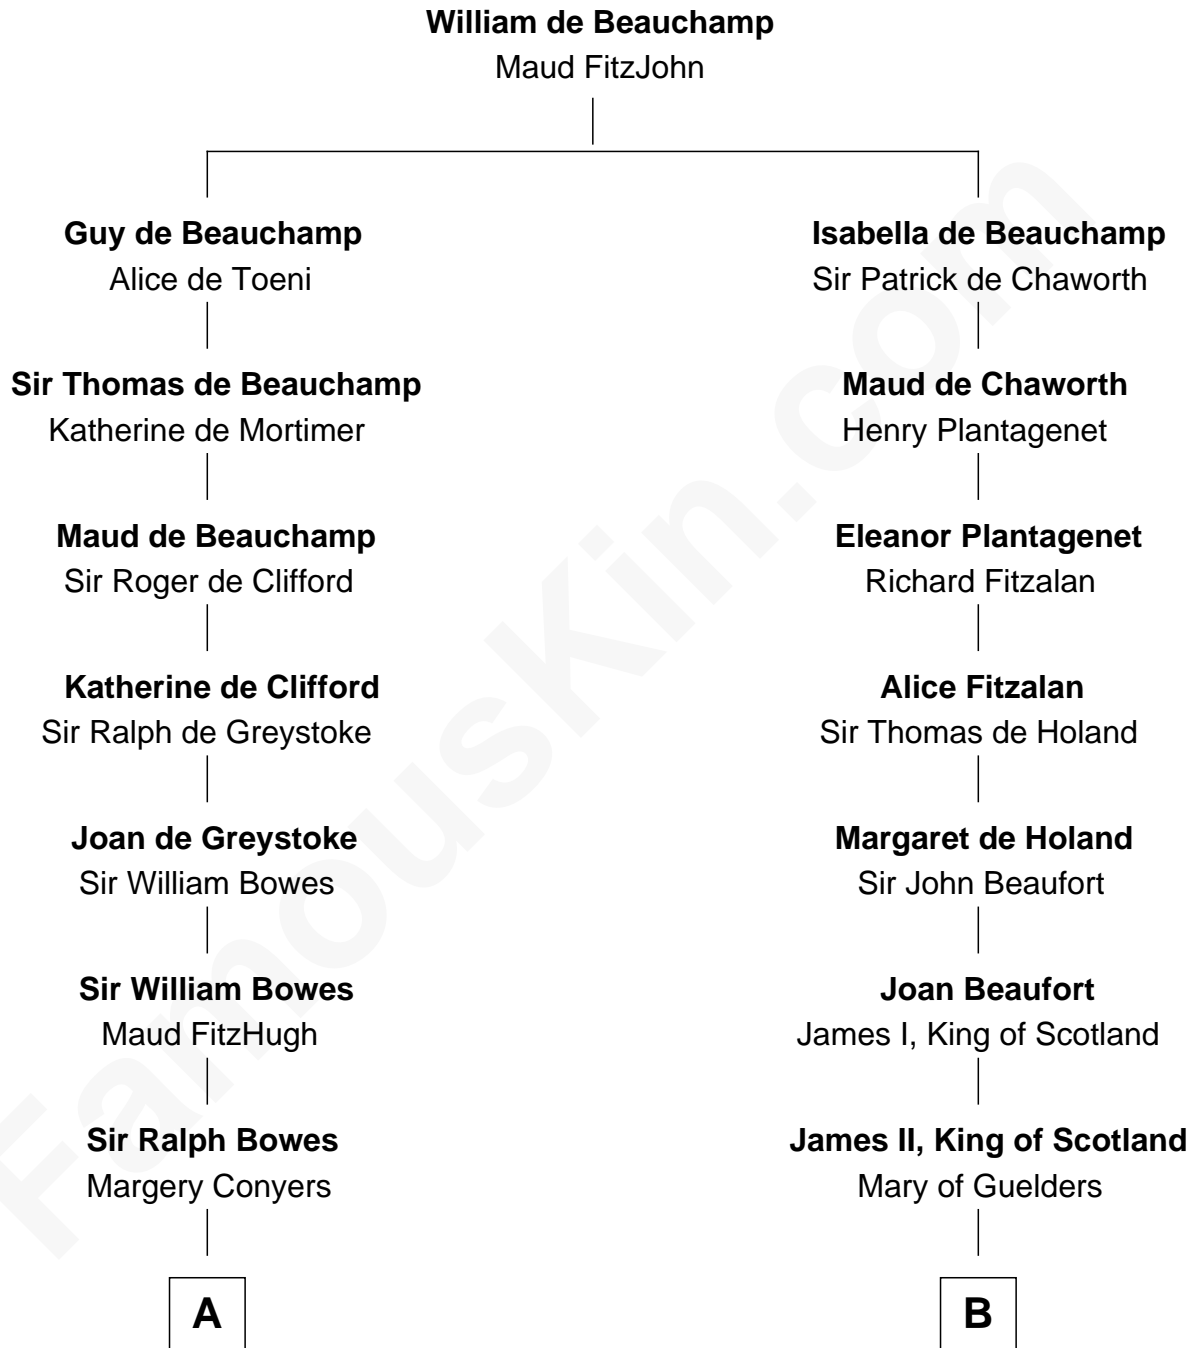 William de Beauchamp
Maud FitzJohn
Guy de Beauchamp
Alice de Toeni
Isabella de Beauchamp
Sir Patrick de Chaworth
Sir Thomas de Beauchamp
Katherine de Mortimer
Maud de Chaworth
Henry Plantagenet
Maud de Beauchamp
Sir Roger de Clifford
Eleanor Plantagenet
Richard Fitzalan
Katherine de Clifford
Sir Ralph de Greystoke
Alice Fitzalan
Sir Thomas de Holand
Joan de Greystoke
Sir William Bowes
Margaret de Holand
Sir John Beaufort
Sir William Bowes
Maud FitzHugh
Joan Beaufort
James I, King of Scotland
Sir Ralph Bowes
Margery Conyers
James II, King of Scotland
Mary of Guelders
A
B
FamousKin.com